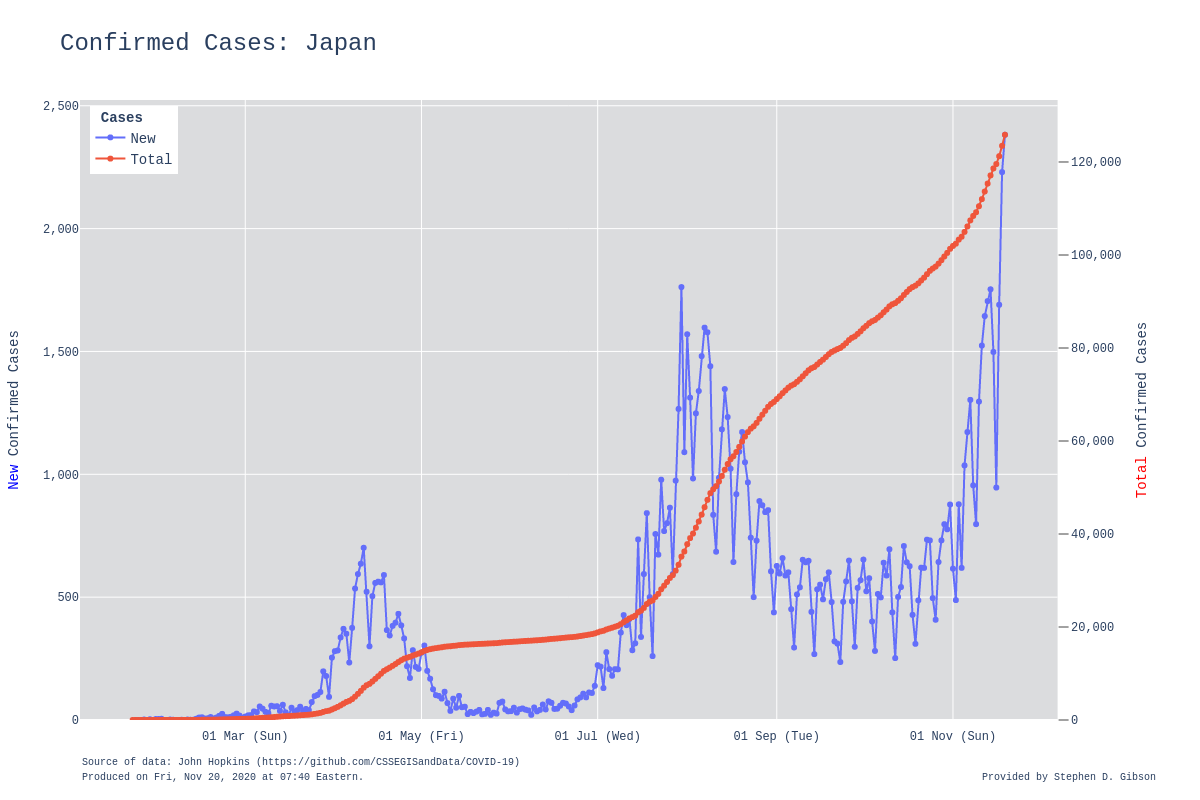 Confirmed Cases: Japan
Cases
New
Total
2,500
2,000
1,500
1,000
500
0
120,000
100,000
80,000
60,000
40,000
20,000
0
New Confirmed Cases
Total Confirmed Cases
01 Mar (Sun) 01 May (Fri) 01 Jul (Wed) 01 Sep (Tue) 01 Nov (Sun)
Source of data: John Hopkins (https://github.com/CSSEGISandData/COVID-19)
Produced on Fri, Nov 20, 2020 at 07:40 Eastern.
Provided by Stephen D. Gibson